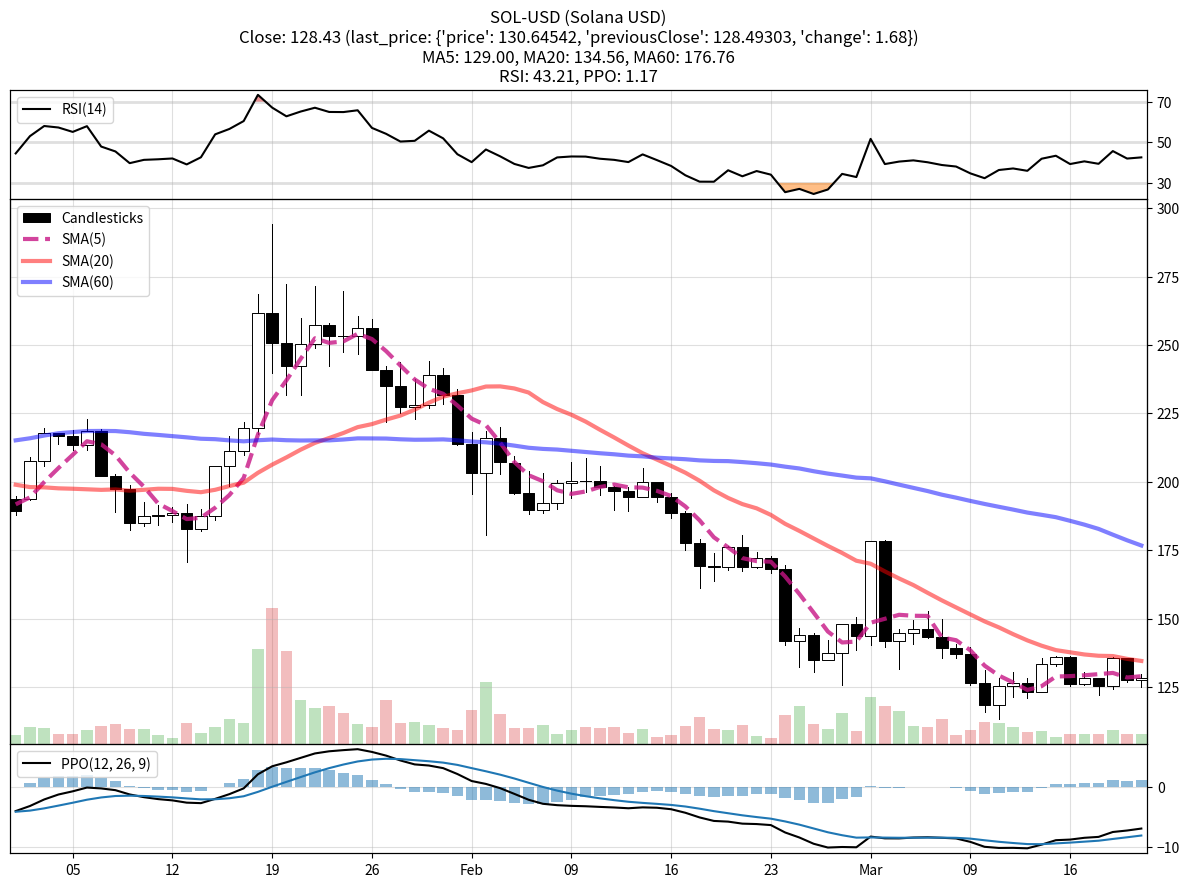 SOL-USD (Solana USD)
Close: 128.43 (last_price: {'price': 130.64542, 'previousClose': 128.49303, 'change': 1.68})
MA5: 129.00, MA20: 134.56, MA60: 176.76
RSI: 43.21, PPO: 1.17
RSI(14)
70
50
30
Candlesticks
SMA(5)
SMA(20)
SMA(60)
300
275
250
225
200
175
150
125
PPO(12, 26, 9)
0
−10
05 12 19 26 Feb 09 16 23 Mar 09 16